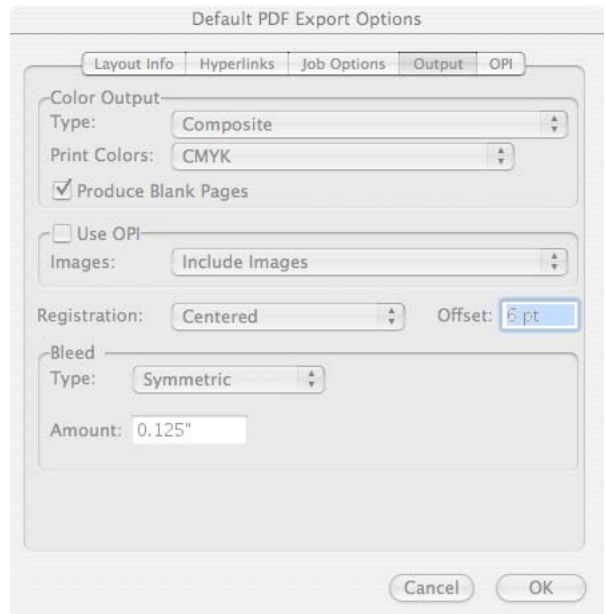 Default PDF Export Options
Layout Info Hyperlinks Job Options Output OPI
Color Output
Type: Composite
Print Colors: CMYK
Produce Blank Pages
Use OPI
Images: Include Images
Registration: Centered Offset: 6 pt
Bleed
Type: Symmetric
Amount: 0.125"
Cancel OK